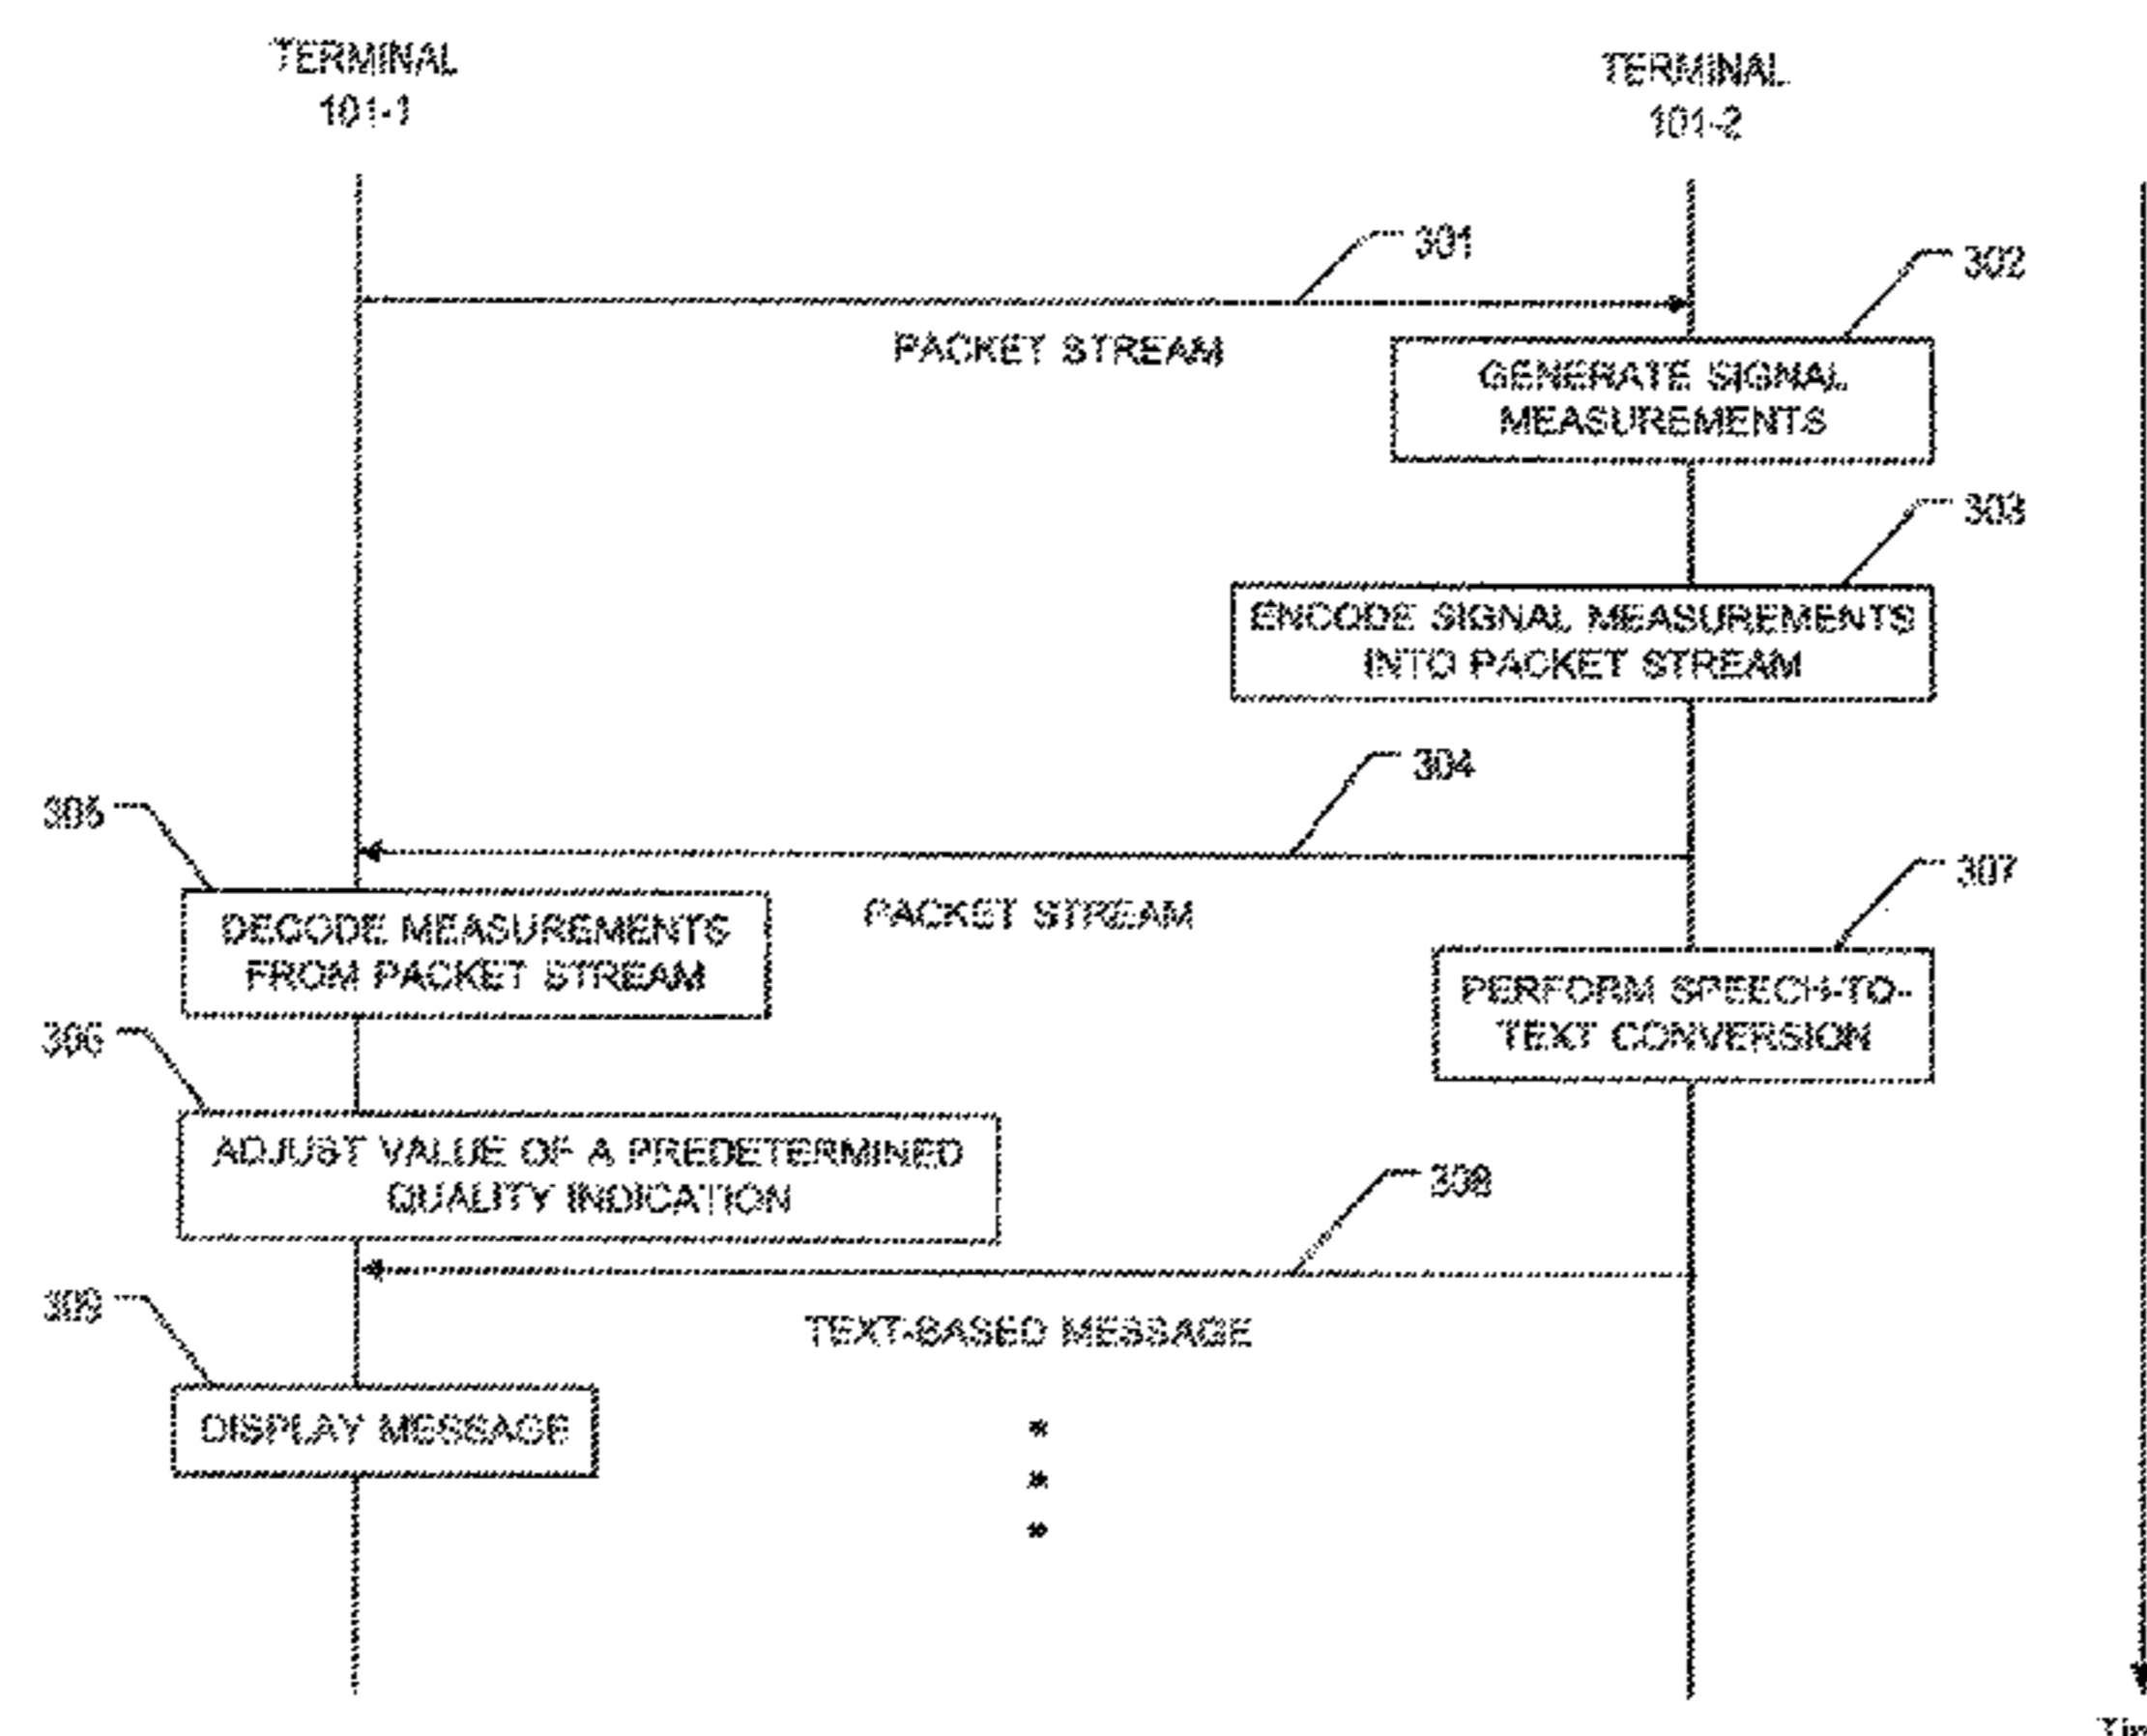 TERMINAL
101-1
TERMINAL
101-2
301
302
PACKET STREAM
GENERATE SIGNAL
MEASUREMENTS
303
ENCODE SIGNAL MEASUREMENTS
INTO PACKET STREAM
304
305
307
DECODE MEASUREMENTS
FROM PACKET STREAM
PACKET STREAM
PERFORM SPEECH-TO-
TEXT CONVERSION
306
ADJUST VALUE OF A PREDETERMINED
QUALITY INDICATION
308
309
TEXT-BASED MESSAGE
DISPLAY MESSAGE